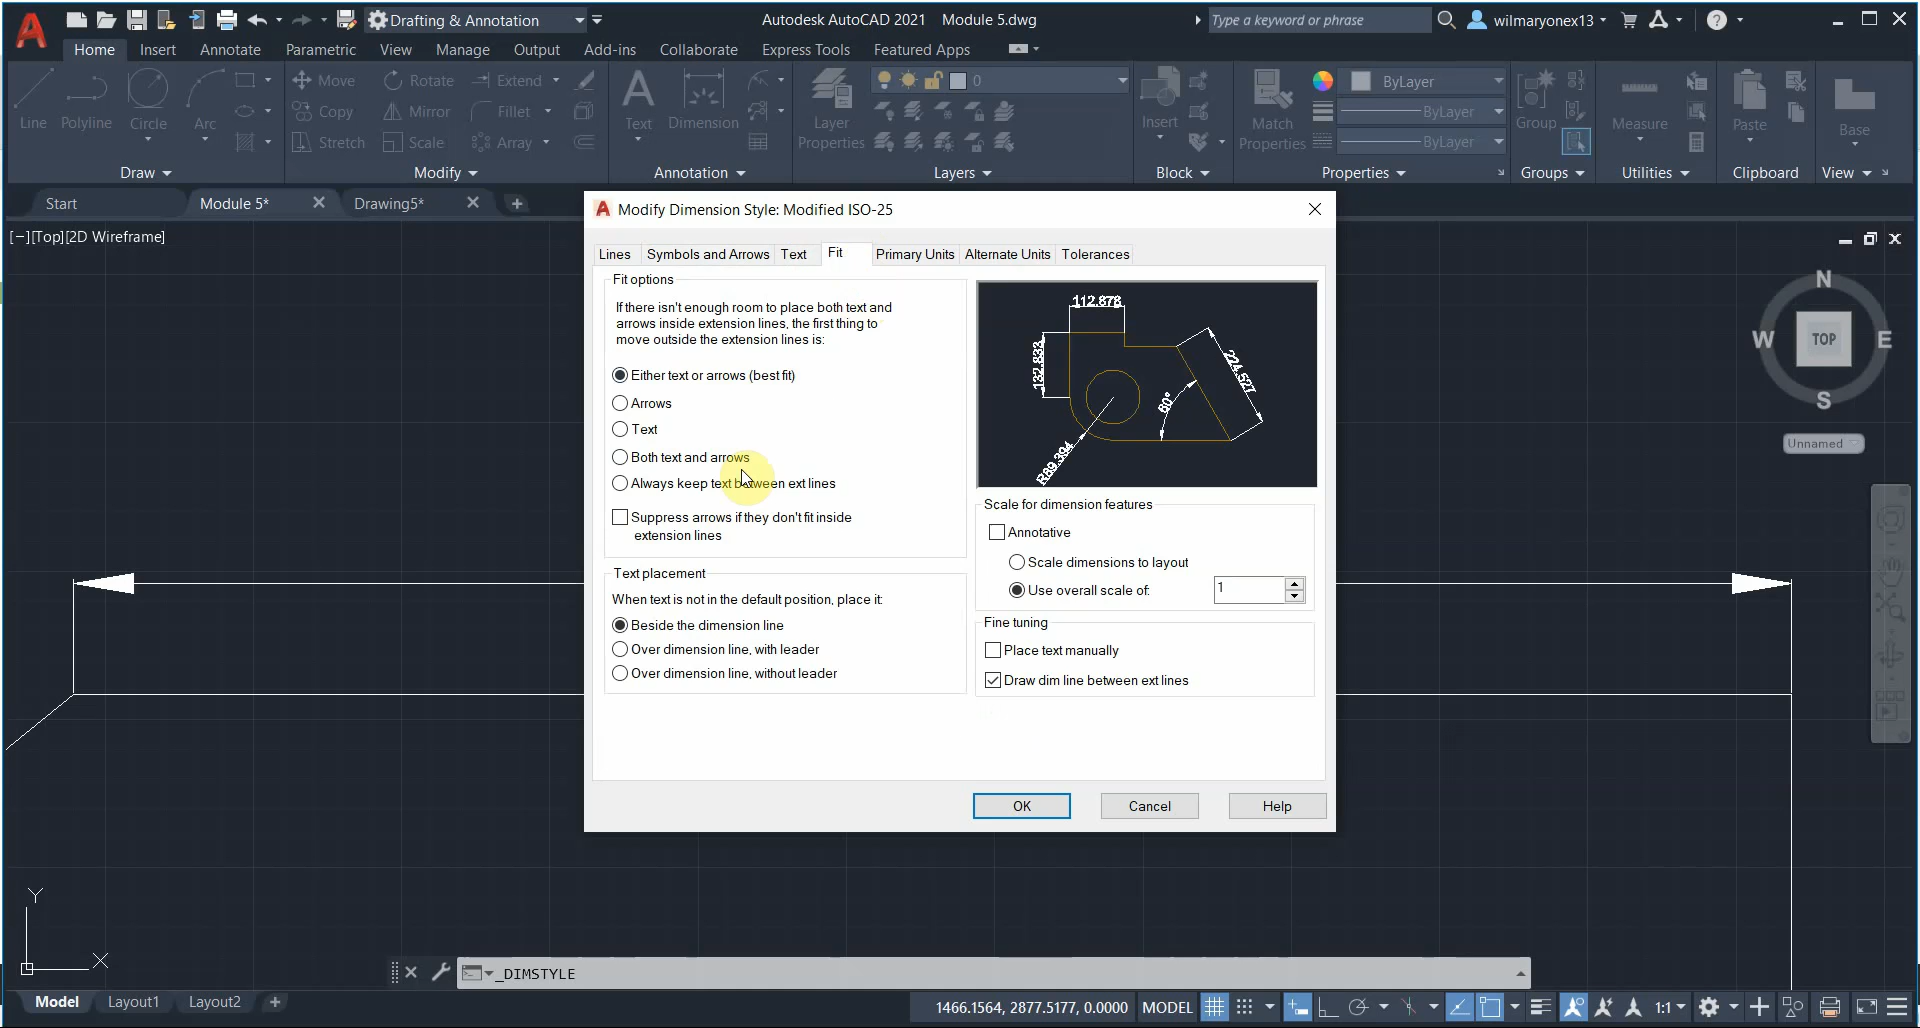 Drafting & Annotation
Autodesk AutoCAD 2021 Module 5.dwg
Type a keyword or phrase
wilmaryonex13
Home Insert Annotate Parametric View Manage Output Add-ins Collaborate Express Tools Featured Apps
Line Polyline Circle Arc
Move Rotate Extend
Copy Mirror Fillet
Stretch Scale Array
Text Dimension
Layer Properties
0
Insert
Match Properties
ByLayer
ByLayer
ByLayer
Group
Measure
Paste
Base
Draw Modify Annotation Layers Block Properties Groups Utilities Clipboard View
Start Module 5* Drawing5*
[−][Top][2D Wireframe]
Modify Dimension Style: Modified ISO-25
Lines Symbols and Arrows Text Fit Primary Units Alternate Units Tolerances
Fit options
If there isn't enough room to place both text and
arrows inside extension lines, the first thing to
move outside the extension lines is:
Either text or arrows (best fit)
Arrows
Text
Both text and arrows
Always keep text between ext lines
Suppress arrows if they don't fit inside
extension lines
Text placement
When text is not in the default position, place it:
Beside the dimension line
Over dimension line, with leader
Over dimension line, without leader
112.878
132.833
224.527
60°
R89.394
Scale for dimension features
Annotative
Scale dimensions to layout
Use overall scale of: 1
Fine tuning
Place text manually
Draw dim line between ext lines
OK Cancel Help
N
W TOP E
S
Unnamed
Y
X
_DIMSTYLE
Model Layout1 Layout2
1466.1564, 2877.5177, 0.0000 MODEL 1:1